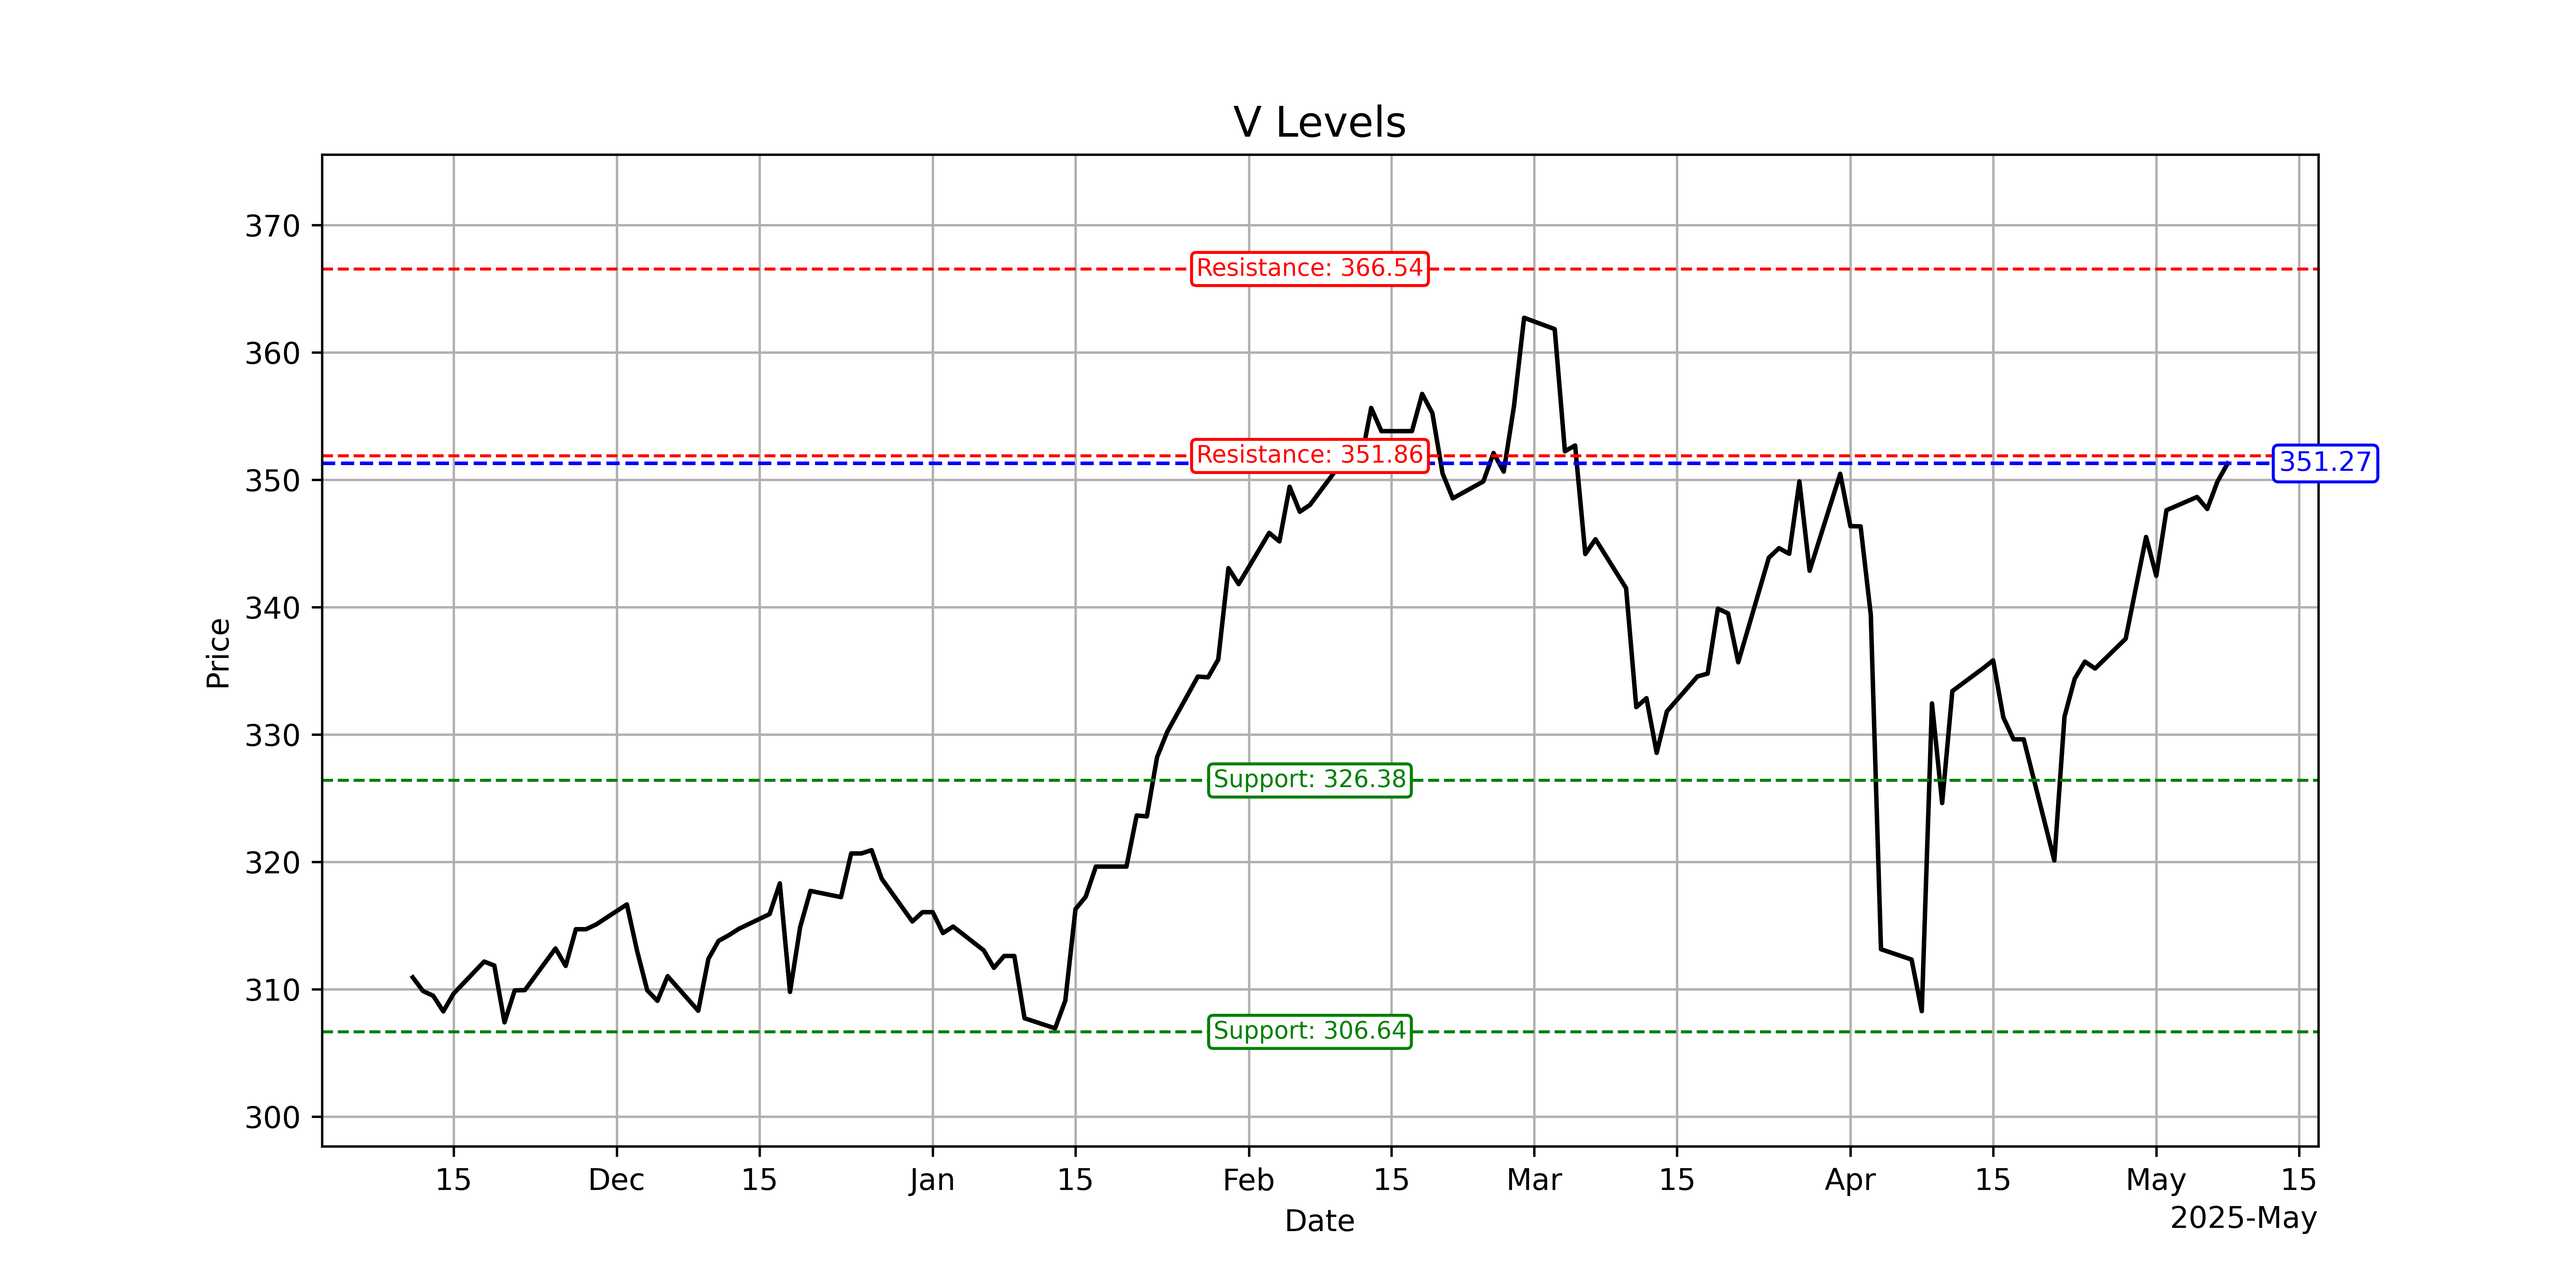 V Levels
370
Resistance: 366.54
360
Resistance: 351.86
351.27
350
340
Price
330
Support: 326.38
320
310
Support: 306.64
300
15 Dec 15 Jan 15 Feb 15 Mar 15 Apr 15 May 15
Date
2025-May